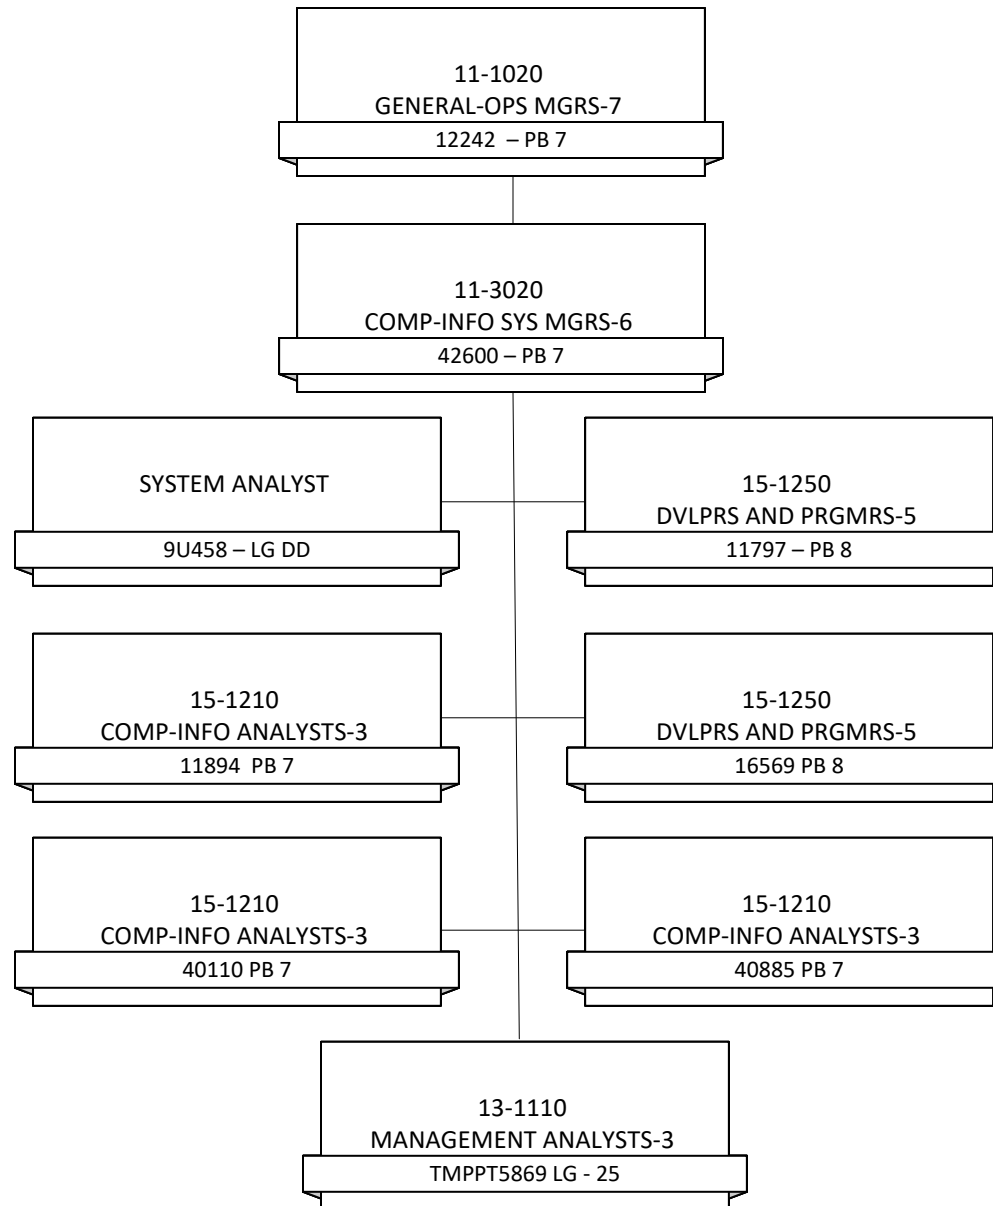 11-1020
GENERAL-OPS MGRS-7
12242 – PB 7
11-3020
COMP-INFO SYS MGRS-6
42600 – PB 7
SYSTEM ANALYST
9U458 – LG DD
15-1250
DVLPRS AND PRGMRS-5
11797 – PB 8
15-1210
COMP-INFO ANALYSTS-3
11894 PB 7
15-1250
DVLPRS AND PRGMRS-5
16569 PB 8
15-1210
COMP-INFO ANALYSTS-3
40110 PB 7
15-1210
COMP-INFO ANALYSTS-3
40885 PB 7
13-1110
MANAGEMENT ANALYSTS-3
TMPPT5869 LG - 25